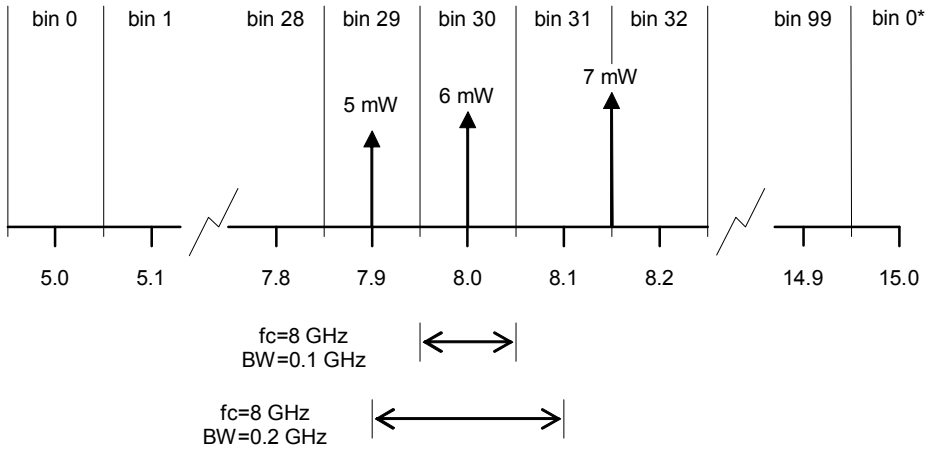 bin 0
bin 1
bin 28
bin 29
bin 30
bin 31
bin 32
bin 99
bin 0*
5 mW
6 mW
7 mW
5.0
5.1
7.8
7.9
8.0
8.1
8.2
14.9
15.0
fc=8 GHz
BW=0.1 GHz
fc=8 GHz
BW=0.2 GHz